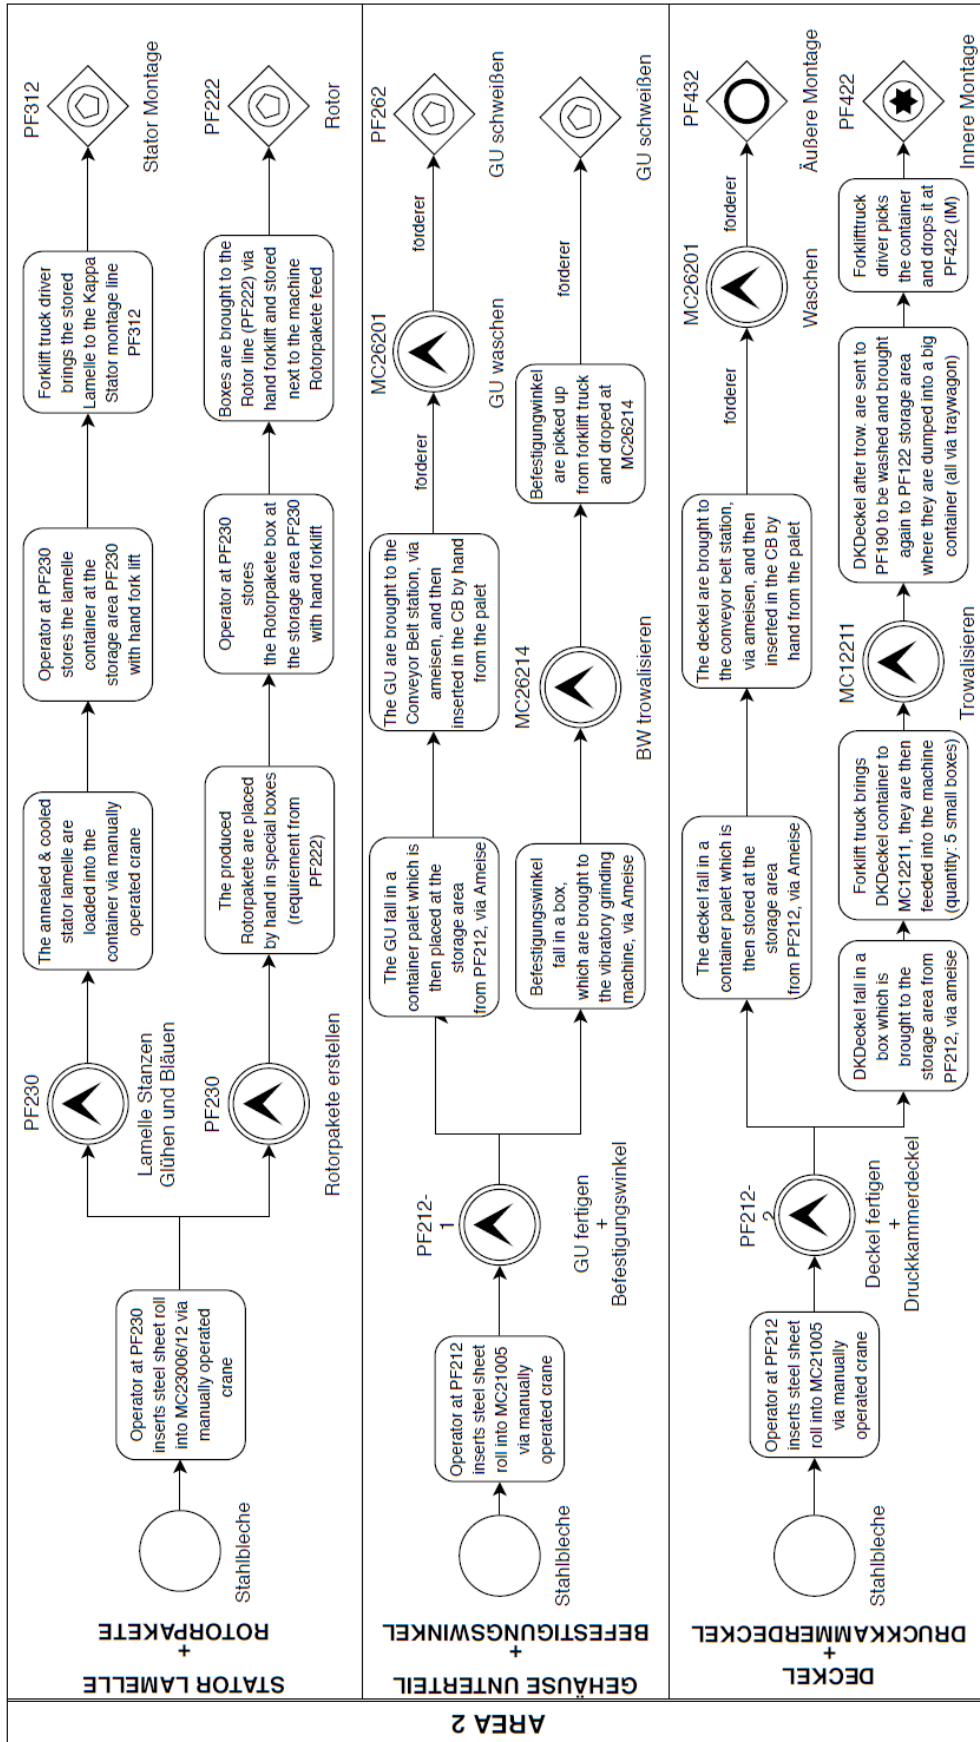 AREA 2
STATOR LAMELLE
+
ROTORPAKETE
Stahlbleche
Operator at PF230
inserts steel sheet roll
into MC23006/12 via
manually operated
crane
PF230
Lamelle Stanzen
Glühen und Bläuen
The annealed & cooled
stator lamelle are
loaded into the
container via manually
operated crane
Operator at PF230
stores the lamelle
container at the
storage area PF230
with hand fork lift
Forklift truck driver
brings the stored
Lamelle to the Kappa
Stator montage line
PF312
PF312
Stator Montage
PF230
Rotorpakete erstellen
The produced
Rotorpakete are placed
by hand in special boxes
(requirement from
PF222)
Operator at PF230
stores
the Rotorpakete box at
the storage area PF230
with hand forklift
Boxes are brought to the
Rotor line (PF222) via
hand forklift and stored
next to the machine
Rotorpakete feed
PF222
Rotor
GEHÄUSE UNTERTEIL
+
BEFESTIGUNGSWINKEL
Stahlbleche
Operator at PF212
inserts steel sheet
roll into MC21005
via manually
operated crane
PF212-
1
GU fertigen
+
Befestigungswinkel
The GU fall in a
container palet which is
then placed at the
storage area
from PF212, via Ameise
The GU are brought to the
Conveyor Belt station, via
ameisen, and then
inserted in the CB by hand
from the palet
forderer
MC26201
GU waschen
forderer
PF262
GU schweißen
Befestigungswinkel
fall in a box,
which are brought to
the vibratory grinding
machine, via Ameise
MC26214
BW trowalisieren
Befestigungwinkel
are picked up
from forklift truck
and droped at
MC26214
forderer
GU schweißen
DECKEL
+
DRUCKKAMMERDECKEL
Stahlbleche
Operator at PF212
inserts steel sheet
roll into MC21005
via manually
operated crane
PF212-
2
Deckel fertigen
+
Druckkammerdeckel
The deckel fall in a
container palet which is
then stored at the
storage area
from PF212, via Ameise
The deckel are brought to
the conveyor belt station,
via ameisen, and then
inserted in the CB by
hand from the palet
forderer
MC26201
Waschen
forderer
PF432
Äußere Montage
DKDeckel fall in a
box which is
brought to the
storage area from
PF212, via ameise
Forklift truck brings
DKDeckel container to
MC12211, they are then
feeded into the machine
(quantity: 5 small boxes)
MC12211
Trowalisieren
DKDeckel after trow. are sent to
PF190 to be washed and brought
again to PF122 storage area
where they are dumped into a big
container (all via traywagon)
Forklifttruck
driver picks
the container
and drops it at
PF422 (IM)
PF422
Innere Montage